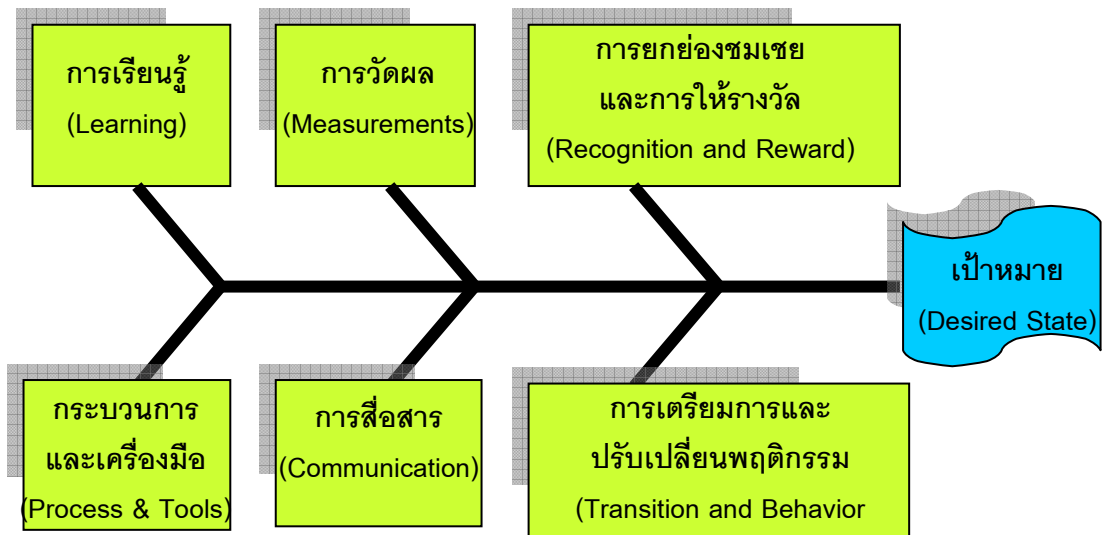 การเรียนรู้
(Learning)
การวัดผล
(Measurements)
การยกย่องชมเชย
และการให้รางวัล
(Recognition and Reward)
เป้าหมาย
(Desired State)
กระบวนการ
และเครื่องมือ
(Process & Tools)
การสื่อสาร
(Communication)
การเตรียมการและ
ปรับเปลี่ยนพฤติกรรม
(Transition and Behavior